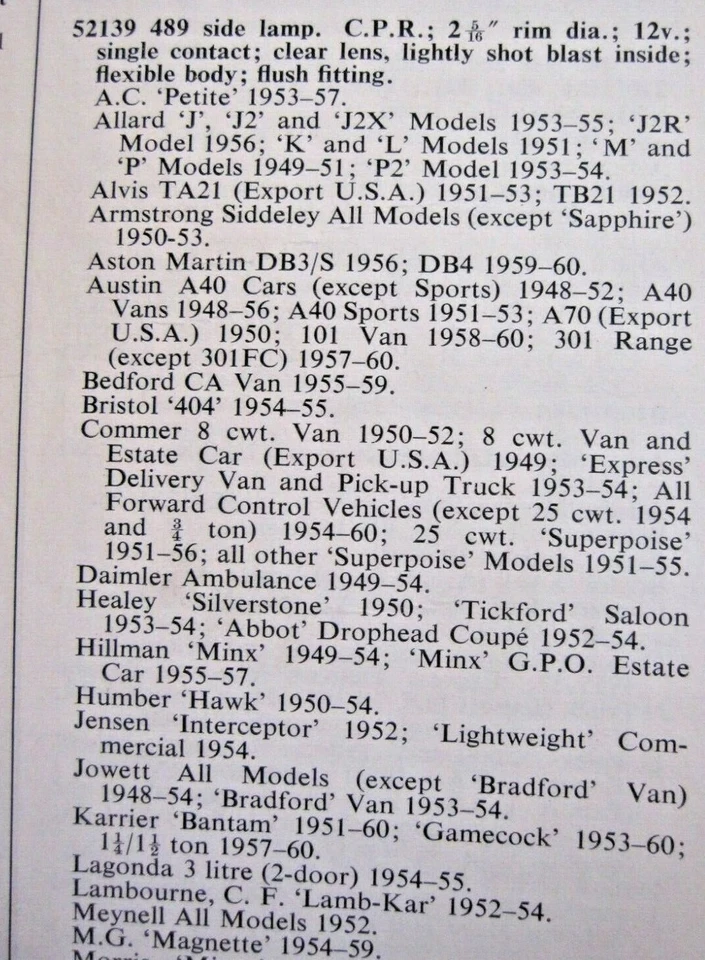 52139 489 side lamp. C.P.R.; 2 5/16" rim dia.; 12v.;
single contact; clear lens, lightly shot blast inside;
flexible body; flush fitting.
A.C. ‘Petite’ 1953–57.
Allard ‘J’, ‘J2’ and ‘J2X’ Models 1953–55; ‘J2R’
Model 1956; ‘K’ and ‘L’ Models 1951; ‘M’ and
‘P’ Models 1949–51; ‘P2’ Model 1953–54.
Alvis TA21 (Export U.S.A.) 1951–53; TB21 1952.
Armstrong Siddeley All Models (except ‘Sapphire’)
1950-53.
Aston Martin DB3/S 1956; DB4 1959–60.
Austin A40 Cars (except Sports) 1948–52; A40
Vans 1948–56; A40 Sports 1951–53; A70 (Export
U.S.A.) 1950; 101 Van 1958–60; 301 Range
(except 301FC) 1957–60.
Bedford CA Van 1955–59.
Bristol ‘404’ 1954–55.
Commer 8 cwt. Van 1950–52; 8 cwt. Van and
Estate Car (Export U.S.A.) 1949; ‘Express’
Delivery Van and Pick-up Truck 1953–54; All
Forward Control Vehicles (except 25 cwt. 1954
and ¾ ton) 1954–60; 25 cwt. ‘Superpoise’
1951–56; all other ‘Superpoise’ Models 1951–55.
Daimler Ambulance 1949–54.
Healey ‘Silverstone’ 1950; ‘Tickford’ Saloon
1953–54; ‘Abbot’ Drophead Coupé 1952–54.
Hillman ‘Minx’ 1949–54; ‘Minx’ G.P.O. Estate
Car 1955–57.
Humber ‘Hawk’ 1950–54.
Jensen ‘Interceptor’ 1952; ‘Lightweight’ Com-
mercial 1954.
Jowett All Models (except ‘Bradford’ Van)
1948–54; ‘Bradford’ Van 1953–54.
Karrier ‘Bantam’ 1951–60; ‘Gamecock’ 1953–60;
1¼/1½ ton 1957–60.
Lagonda 3 litre (2-door) 1954–55.
Lambourne, C. F. ‘Lamb-Kar’ 1952–54.
Meynell All Models 1952.
M.G. ‘Magnette’ 1954–59.